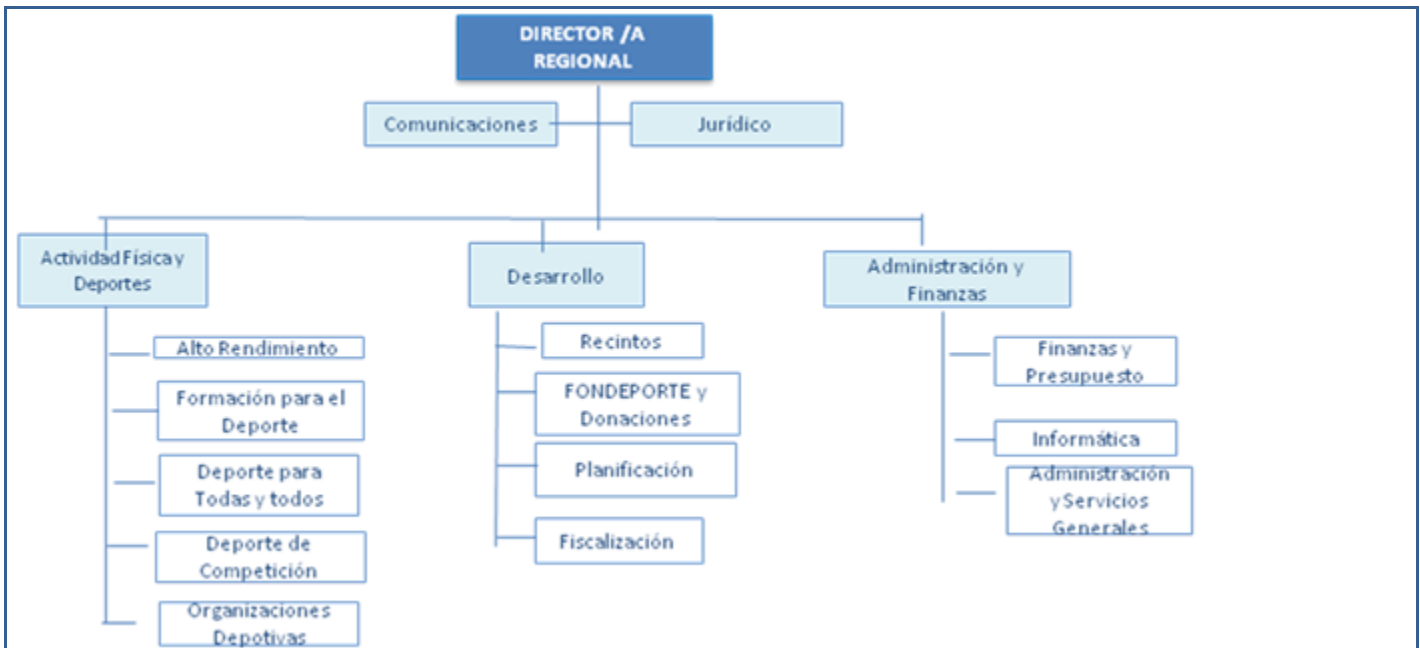 DIRECTOR /A
REGIONAL
Comunicaciones
Jurídico
Actividad Física y
Deportes
Alto Rendimiento
Formación para el
Deporte
Deporte para
Todas y todos
Deporte de
Competición
Organizaciones
Depotivas
Desarrollo
Recintos
FONDEPORTE y
Donaciones
Planificación
Fiscalización
Administración y
Finanzas
Finanzas y
Presupuesto
Informática
Administración
y Servicios
Generales